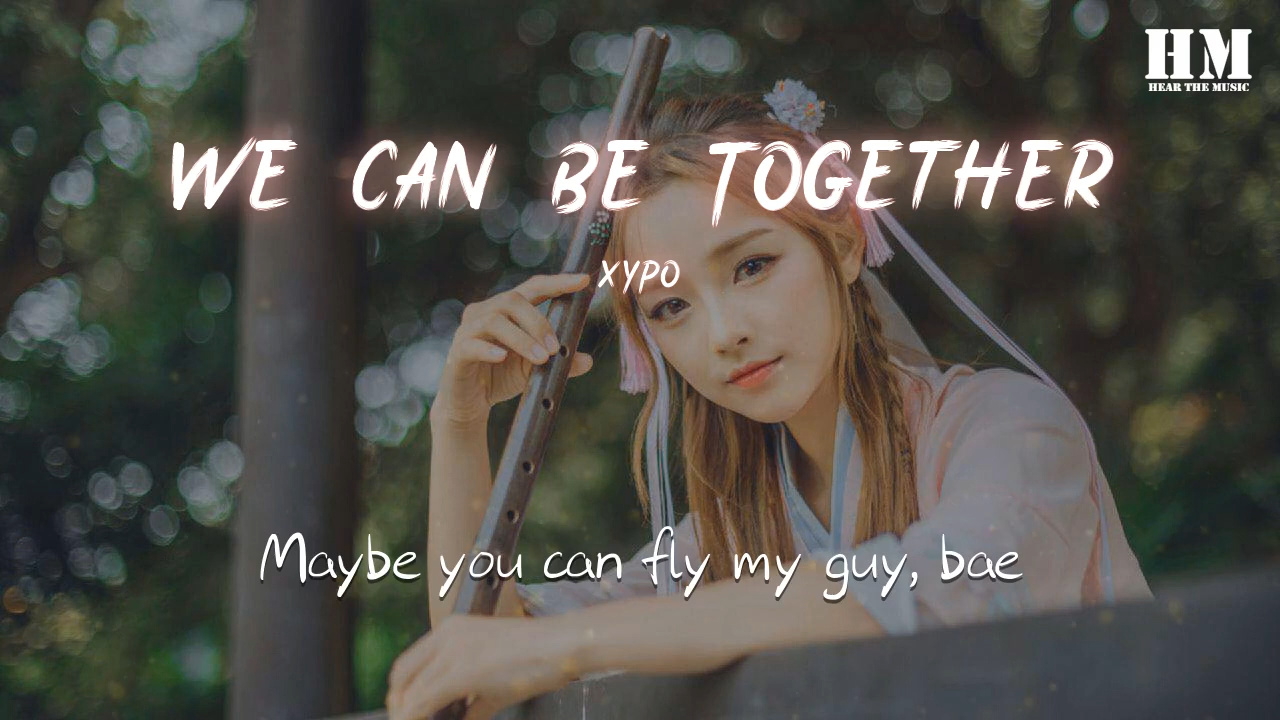 HM
HEAR THE MUSIC
WE CAN BE TOGETHER
XYPO
Maybe you can fly my guy, bae